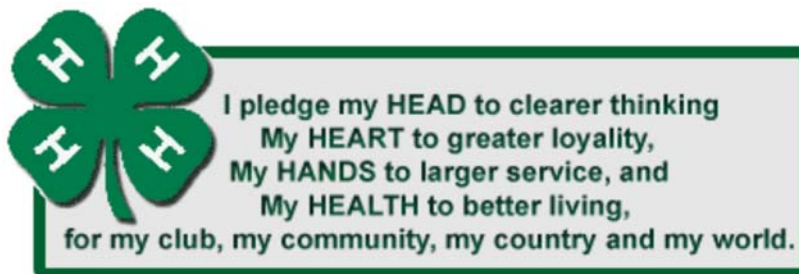 H H
H H
I pledge my HEAD to clearer thinking
My HEART to greater loyality,
My HANDS to larger service, and
My HEALTH to better living,
for my club, my community, my country and my world.